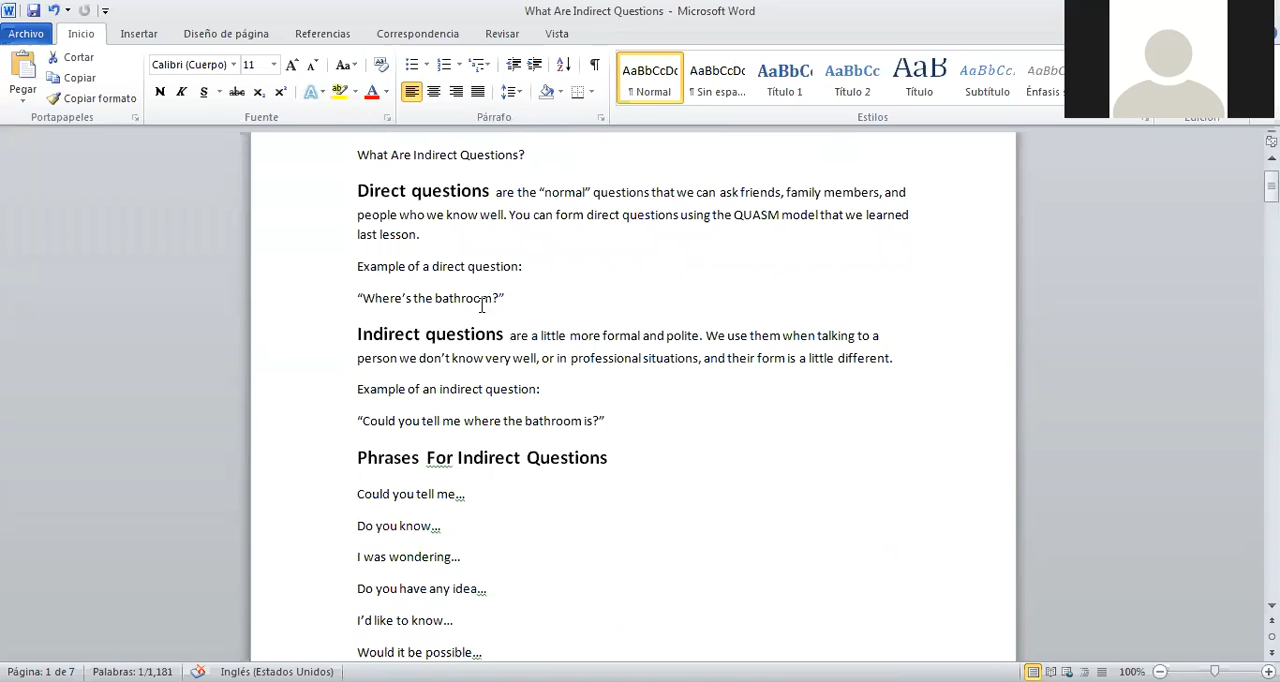 What Are Indirect Questions - Microsoft Word
Archivo Inicio Insertar Diseño de página Referencias Correspondencia Revisar Vista
Pegar
Cortar
Copiar
Copiar formato
Portapapeles
Calibri (Cuerpo) 11
Fuente
Párrafo
AaBbCcDc AaBbCcDc AaBbC AaBbCc AaB AaBbCc. AaBbC
¶ Normal ¶ Sin espa... Título 1 Título 2 Título Subtítulo Énfasis
Estilos
What Are Indirect Questions?
Direct questions are the “normal” questions that we can ask friends, family members, and
people who we know well. You can form direct questions using the QUASM model that we learned
last lesson.
Example of a direct question:
“Where’s the bathroom?”
Indirect questions are a little more formal and polite. We use them when talking to a
person we don’t know very well, or in professional situations, and their form is a little different.
Example of an indirect question:
“Could you tell me where the bathroom is?”
Phrases For Indirect Questions
Could you tell me…
Do you know…
I was wondering…
Do you have any idea…
I’d like to know…
Would it be possible…
Página: 1 de 7 Palabras: 1/1,181 Inglés (Estados Unidos) 100%